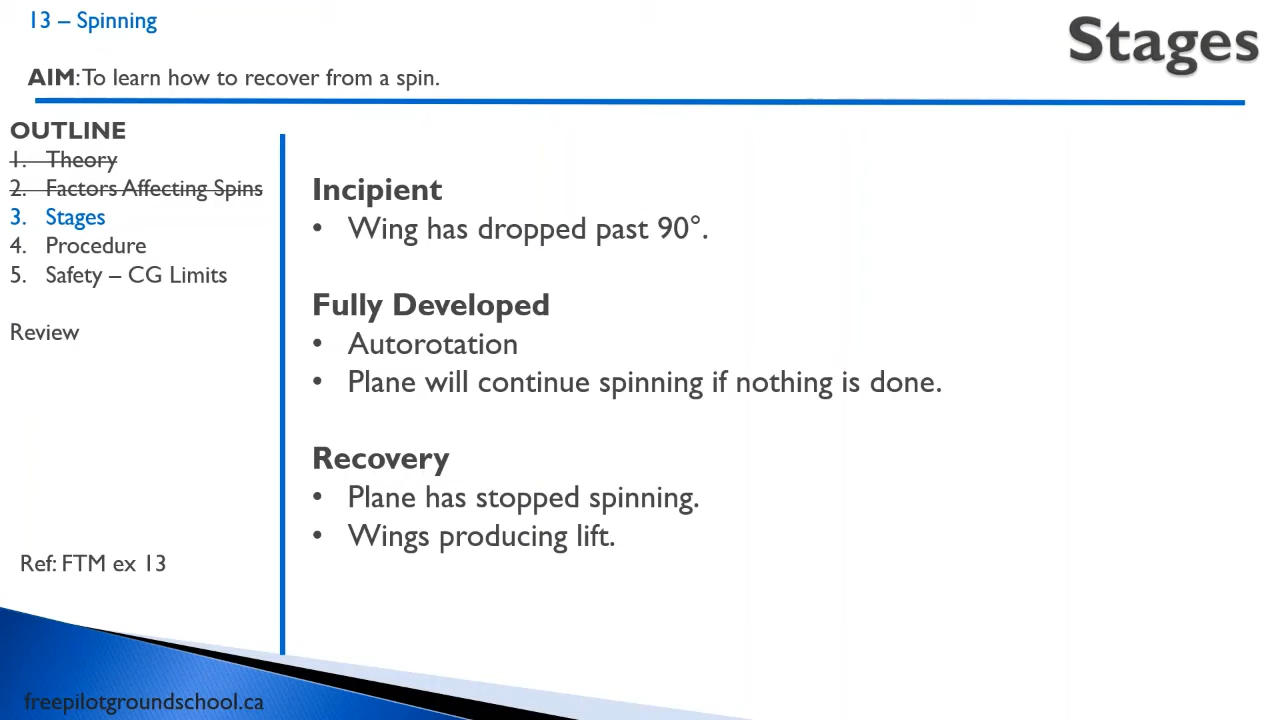 13 – Spinning
Stages
AIM: To learn how to recover from a spin.
OUTLINE
1. Theory
2. Factors Affecting Spins
3. Stages
4. Procedure
5. Safety – CG Limits
Review
Ref: FTM ex 13
Incipient
• Wing has dropped past 90°.
Fully Developed
• Autorotation
• Plane will continue spinning if nothing is done.
Recovery
• Plane has stopped spinning.
• Wings producing lift.
freepilotgroundschool.ca